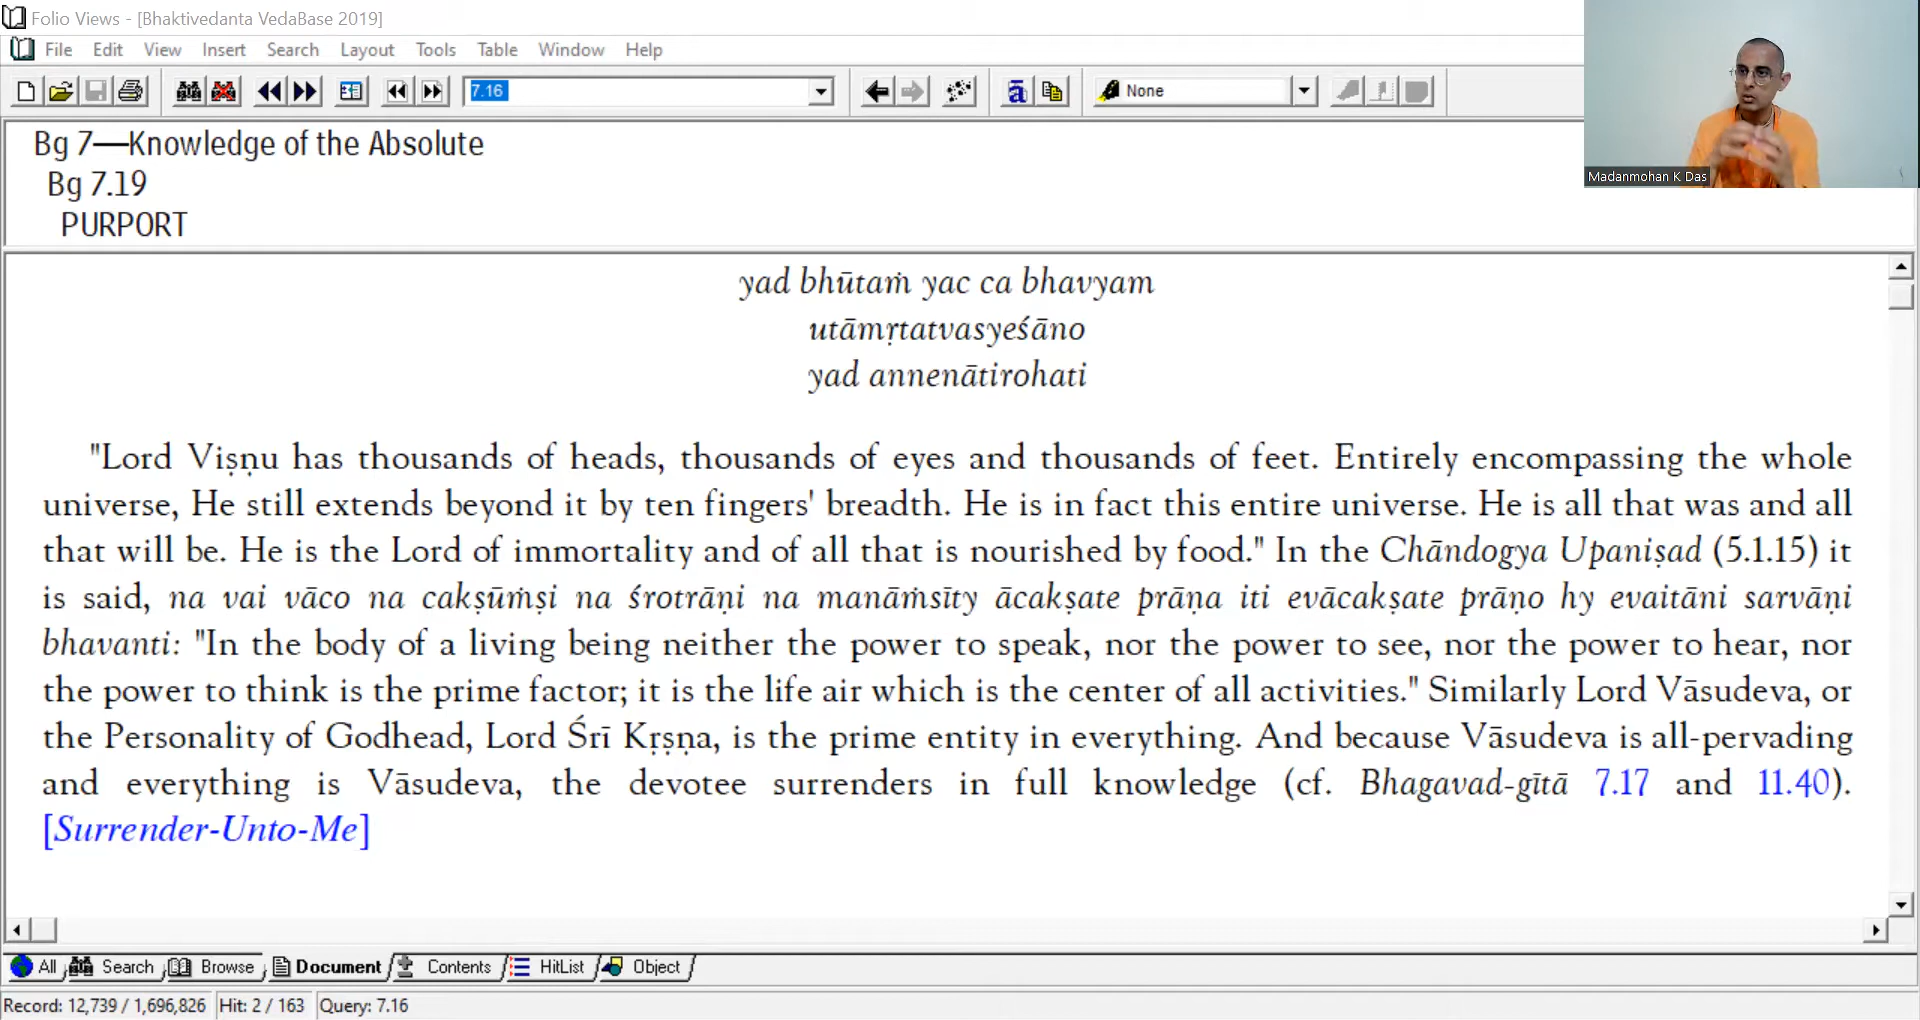 Folio Views - [Bhaktivedanta VedaBase 2019]
File Edit View Insert Search Layout Tools Table Window Help
7.16
None
Madanmohan K Das
Bg 7—Knowledge of the Absolute
Bg 7.19
PURPORT
yad bhūtaṁ yac ca bhavyam
utāmṛtatvasyeśāno
yad annenātirohati
"Lord Viṣṇu has thousands of heads, thousands of eyes and thousands of feet. Entirely encompassing the whole
universe, He still extends beyond it by ten fingers' breadth. He is in fact this entire universe. He is all that was and all
that will be. He is the Lord of immortality and of all that is nourished by food." In the Chāndogya Upaniṣad (5.1.15) it
is said, na vai vāco na cakṣūṁṣi na śrotrāṇi na manāṁsīty ācakṣate prāṇa iti evācakṣate prāṇo hy evaitāni sarvāṇi
bhavanti: "In the body of a living being neither the power to speak, nor the power to see, nor the power to hear, nor
the power to think is the prime factor; it is the life air which is the center of all activities." Similarly Lord Vāsudeva, or
the Personality of Godhead, Lord Śrī Kṛṣṇa, is the prime entity in everything. And because Vāsudeva is all-pervading
and everything is Vāsudeva, the devotee surrenders in full knowledge (cf. Bhagavad-gītā 7.17 and 11.40).
[Surrender-Unto-Me]
All Search Browse Document Contents HitList Object
Record: 12,739 / 1,696,826 Hit: 2 / 163 Query: 7.16